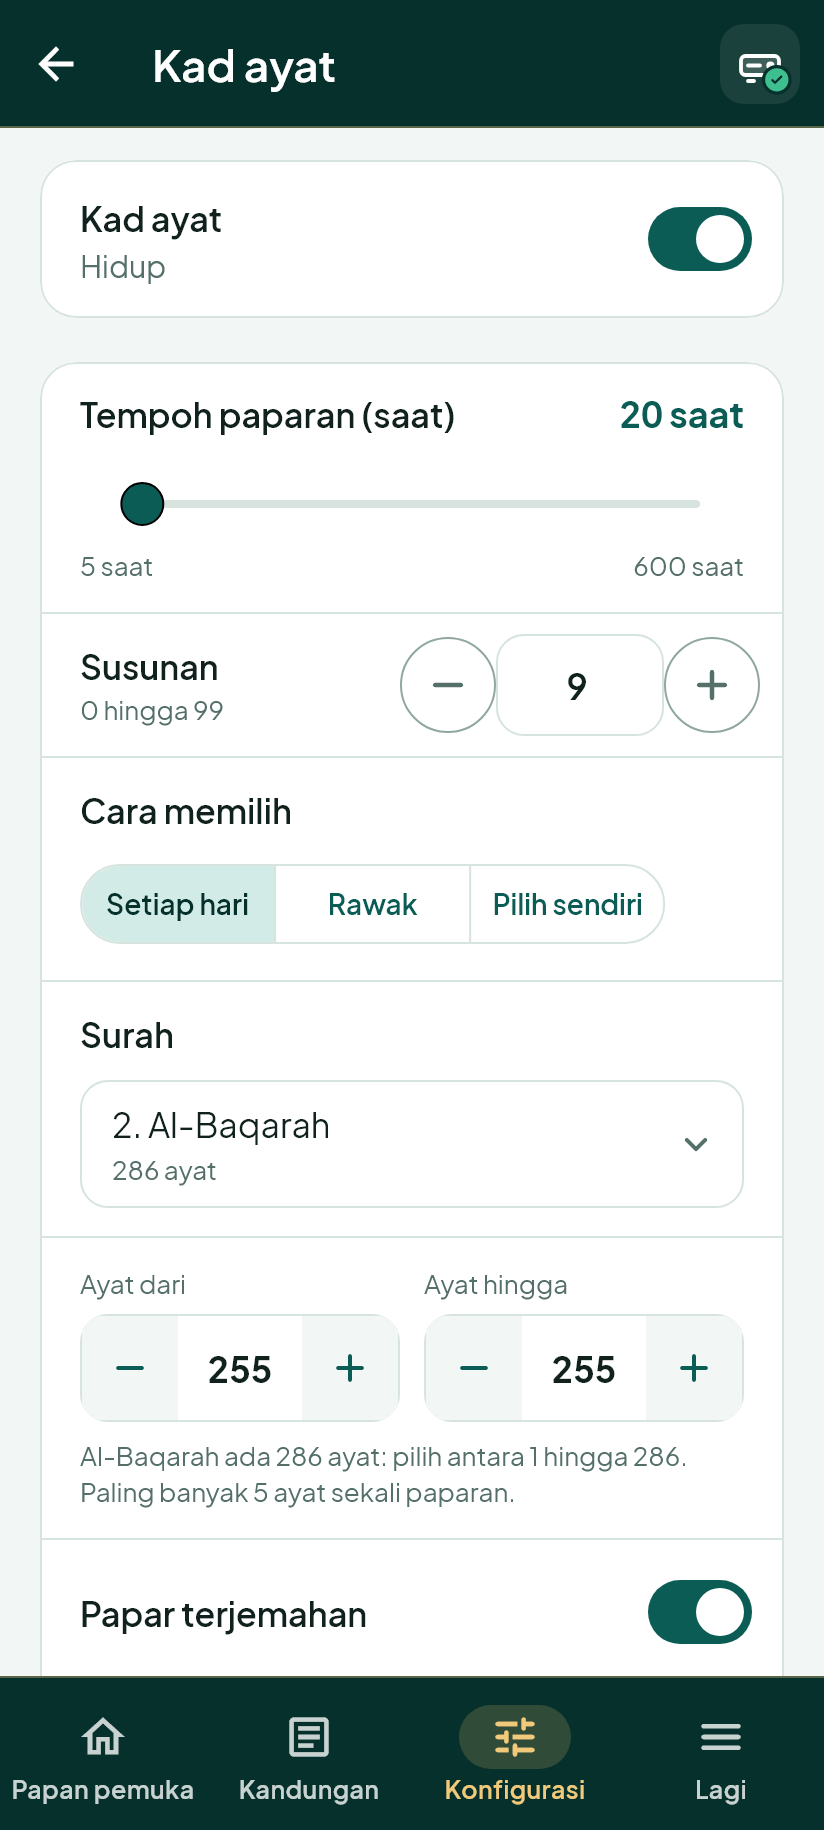 Kad ayat
Kad ayat
Hidup
Tempoh paparan (saat)
20 saat
5 saat
600 saat
Susunan
0 hingga 99
9
Cara memilih
Setiap hari
Rawak
Pilih sendiri
Surah
2. Al-Baqarah
286 ayat
Ayat dari
Ayat hingga
255
255
Al-Baqarah ada 286 ayat: pilih antara 1 hingga 286.
Paling banyak 5 ayat sekali paparan.
Papar terjemahan
Papan pemuka
Kandungan
Konfigurasi
Lagi